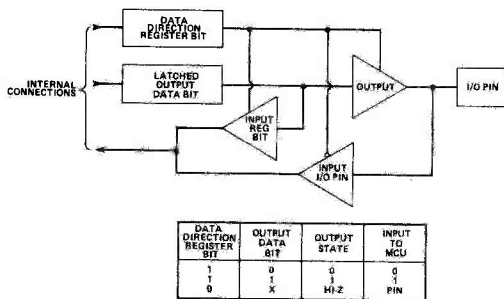 DATA
DIRECTION
REGISTER BIT
INTERNAL
CONNECTIONS
LATCHED
OUTPUT
DATA BIT
OUTPUT
I/O PIN
INPUT
REG
BIT
INPUT
I/O PIN
DATA DIRECTION REGISTER BIT OUTPUT DATA BIT OUTPUT STATE INPUT TO MCU
1 0 0 0
1 1 1 1
0 X HI-Z PIN